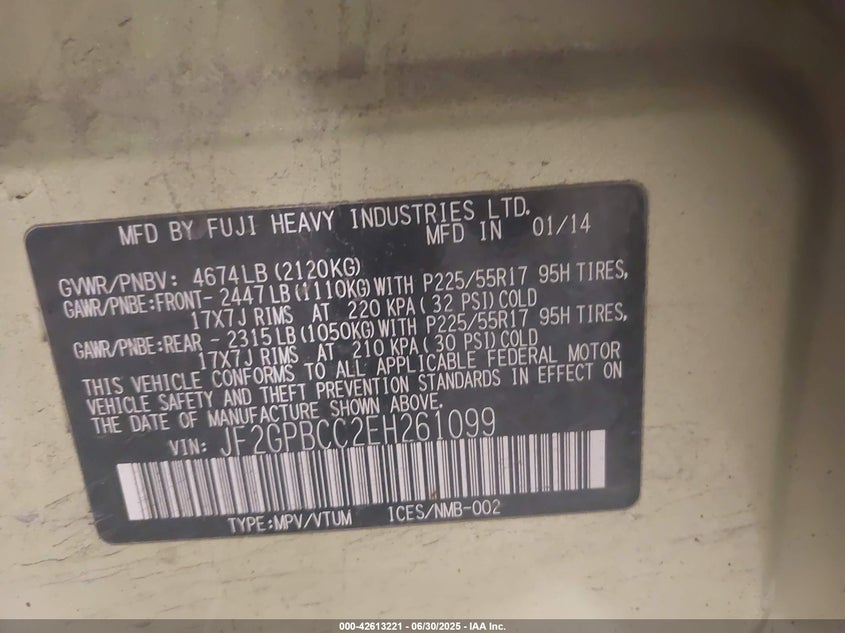 MFD BY FUJI HEAVY INDUSTRIES LTD.
MFD IN 01/14
GVWR/PNBV: 4674LB (2120KG)
GAWR/PNBE:FRONT- 2447LB (1110KG) WITH P225/55R17 95H TIRES,
17X7J RIMS AT 220 KPA ( 32 PSI) COLD
GAWR/PNBE:REAR - 2315LB (1050KG) WITH P225/55R17 95H TIRES,
17X7J RIMS AT 210 KPA ( 30 PSI) COLD
THIS VEHICLE CONFORMS TO ALL APPLICABLE FEDERAL MOTOR
VEHICLE SAFETY AND THEFT PREVENTION STANDARDS IN EFFECT ON
THE DATE OF MANUFACTURE SHOWN ABOVE.
VIN: JF2GPBCC2EH261099
TYPE:MPV/VTUM ICES/NMB-002
000-42613221 - 06/30/2025 - IAA Inc.